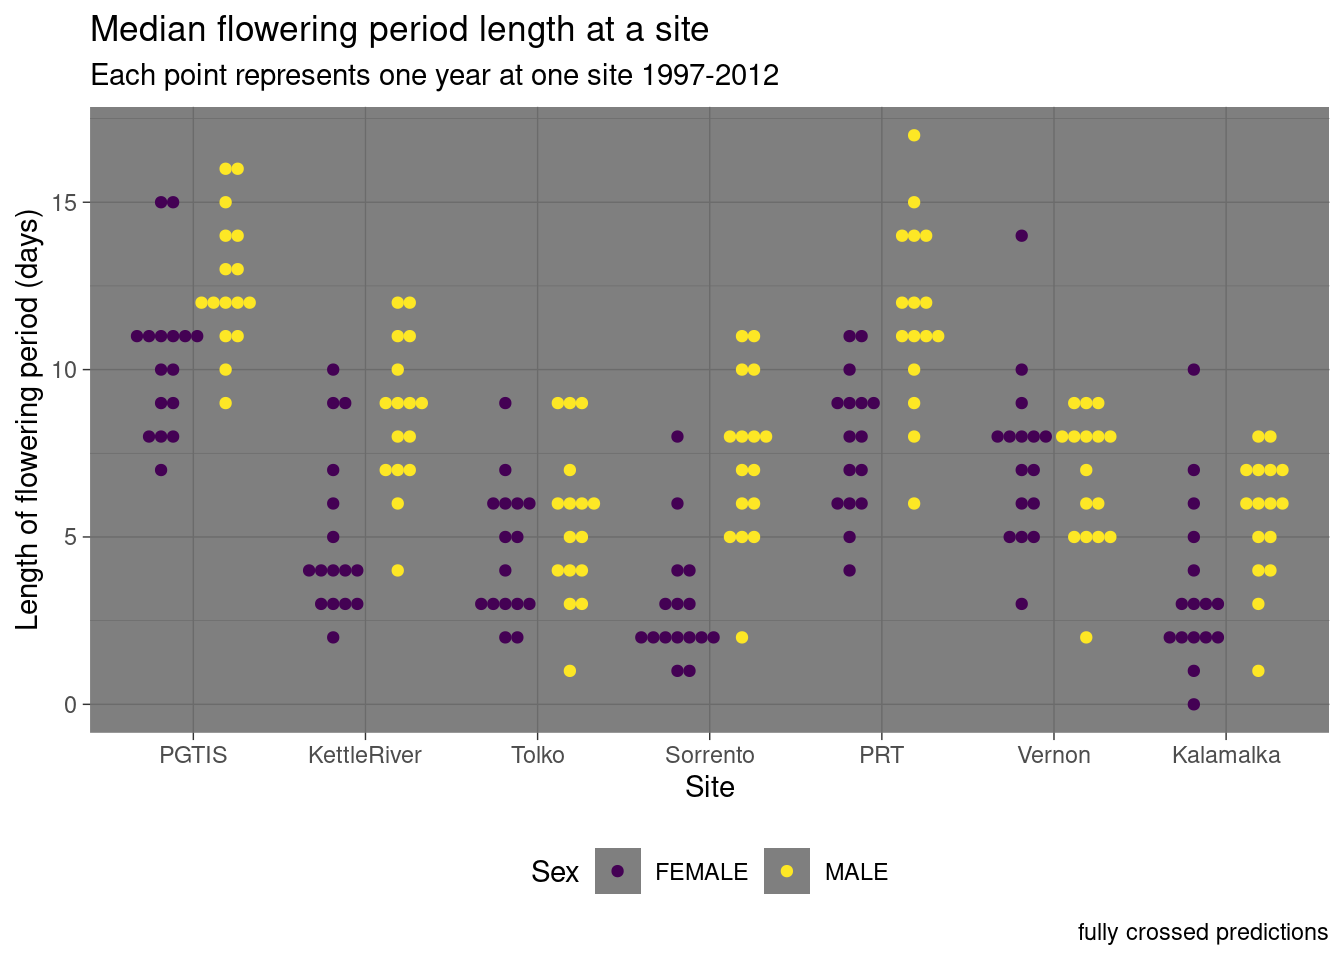 Median flowering period length at a site
Each point represents one year at one site 1997-2012
Length of flowering period (days)
15
10
5
0
PGTIS KettleRiver Tolko Sorrento PRT Vernon Kalamalka
Site
Sex FEMALE MALE
fully crossed predictions